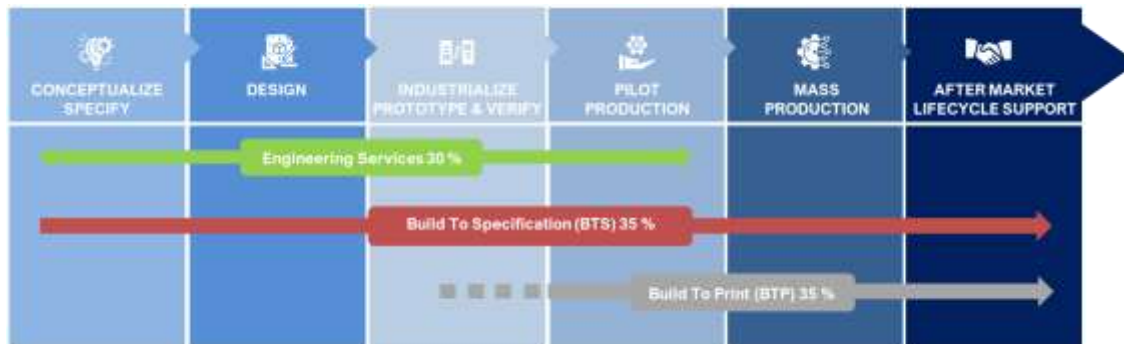 CONCEPTUALIZE
SPECIFY
DESIGN
INDUSTRIALIZE
PROTOTYPE & VERIFY
PILOT
PRODUCTION
MASS
PRODUCTION
AFTER MARKET
LIFECYCLE SUPPORT
Engineering Services 30 %
Build To Specification (BTS) 35 %
Build To Print (BTP) 35 %